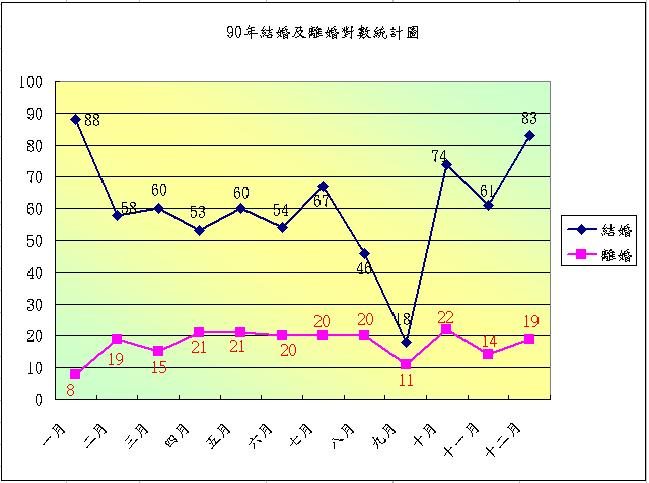 90年結婚及離婚對數統計圖
100
90
80
70
60
50
40
30
20
10
0
88
58
60
53
60
54
67
46
18
74
61
83
8
19
15
21
21
20
20
20
11
22
14
19
一月
二月
三月
四月
五月
六月
七月
八月
九月
十月
十一月
十二月
結婚
離婚